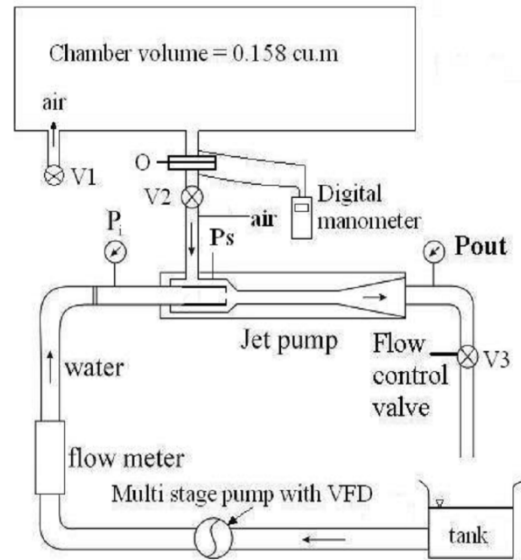 Chamber volume = 0.158 cu.m
air
V1
O
V2
Digital
manometer
air
Pi
Ps
Pout
Jet pump
water
Flow
control
valve
V3
flow meter
Multi stage pump with VFD
tank